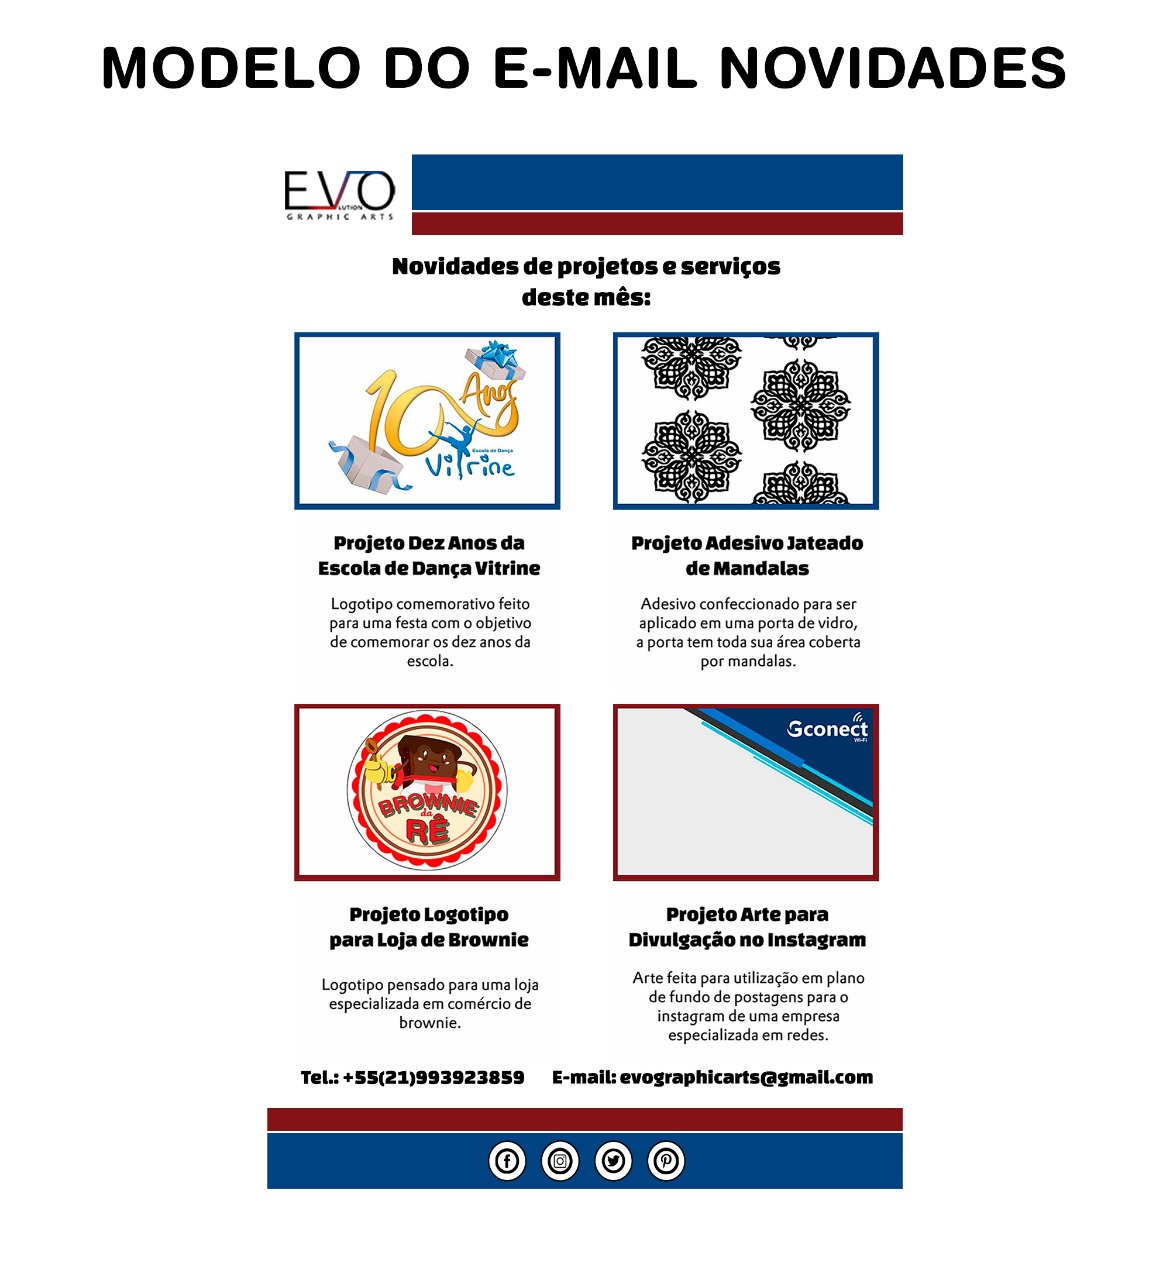 MODELO DO E-MAIL NOVIDADES
EVO
LUTION
GRAPHIC ARTS
Novidades de projetos e serviços
deste mês:
10 Anos
Escola de Dança
Vitrine
Projeto Dez Anos da
Escola de Dança Vitrine
Logotipo comemorativo feito
para uma festa com o objetivo
de comemorar os dez anos da
escola.
Projeto Adesivo Jateado
de Mandalas
Adesivo confeccionado para ser
aplicado em uma porta de vidro,
a porta tem toda sua área coberta
por mandalas.
BROWNIE
da
RÊ
Gconect
Wi-Fi
Projeto Logotipo
para Loja de Brownie
Logotipo pensado para uma loja
especializada em comércio de
brownie.
Projeto Arte para
Divulgação no Instagram
Arte feita para utilização em plano
de fundo de postagens para o
instagram de uma empresa
especializada em redes.
Tel.: +55(21)993923859 E-mail: evographicarts@gmail.com